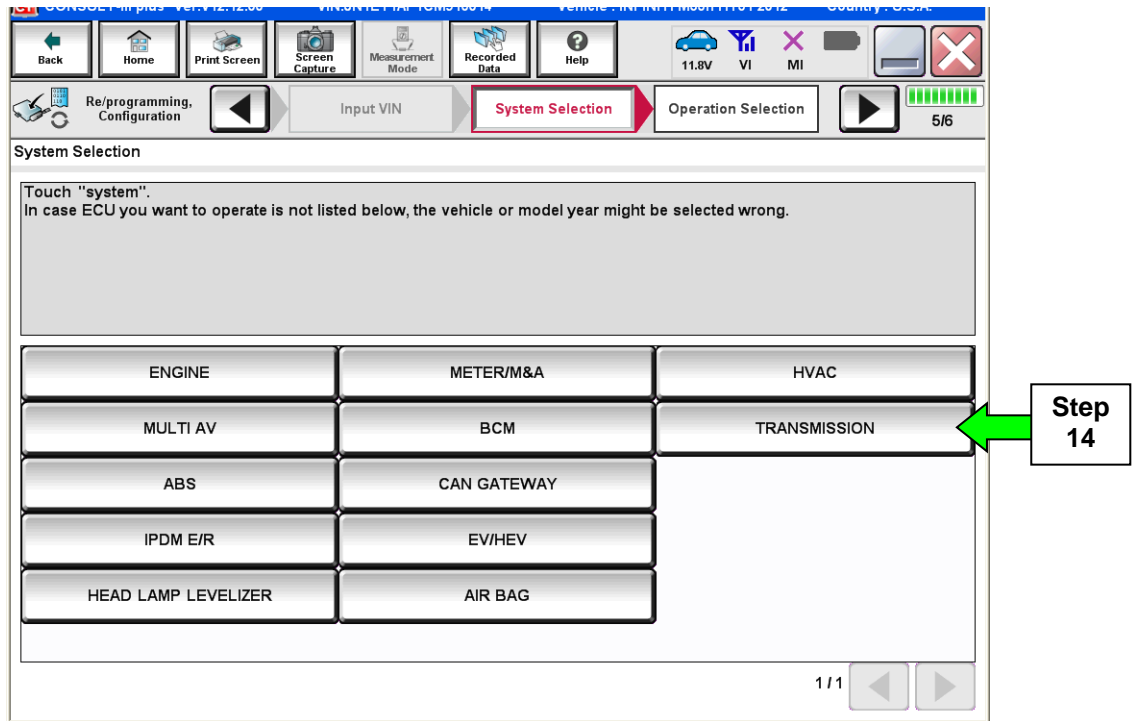 Back
Home
Print Screen
Screen
Capture
Measurement
Mode
Recorded
Data
Help
11.8V
VI
MI
Re/programming,
Configuration
Input VIN
System Selection
Operation Selection
5/6
System Selection
Touch "system".
In case ECU you want to operate is not listed below, the vehicle or model year might be selected wrong.
ENGINE
METER/M&A
HVAC
MULTI AV
BCM
TRANSMISSION
ABS
CAN GATEWAY
IPDM E/R
EV/HEV
HEAD LAMP LEVELIZER
AIR BAG
1/1
Step
14